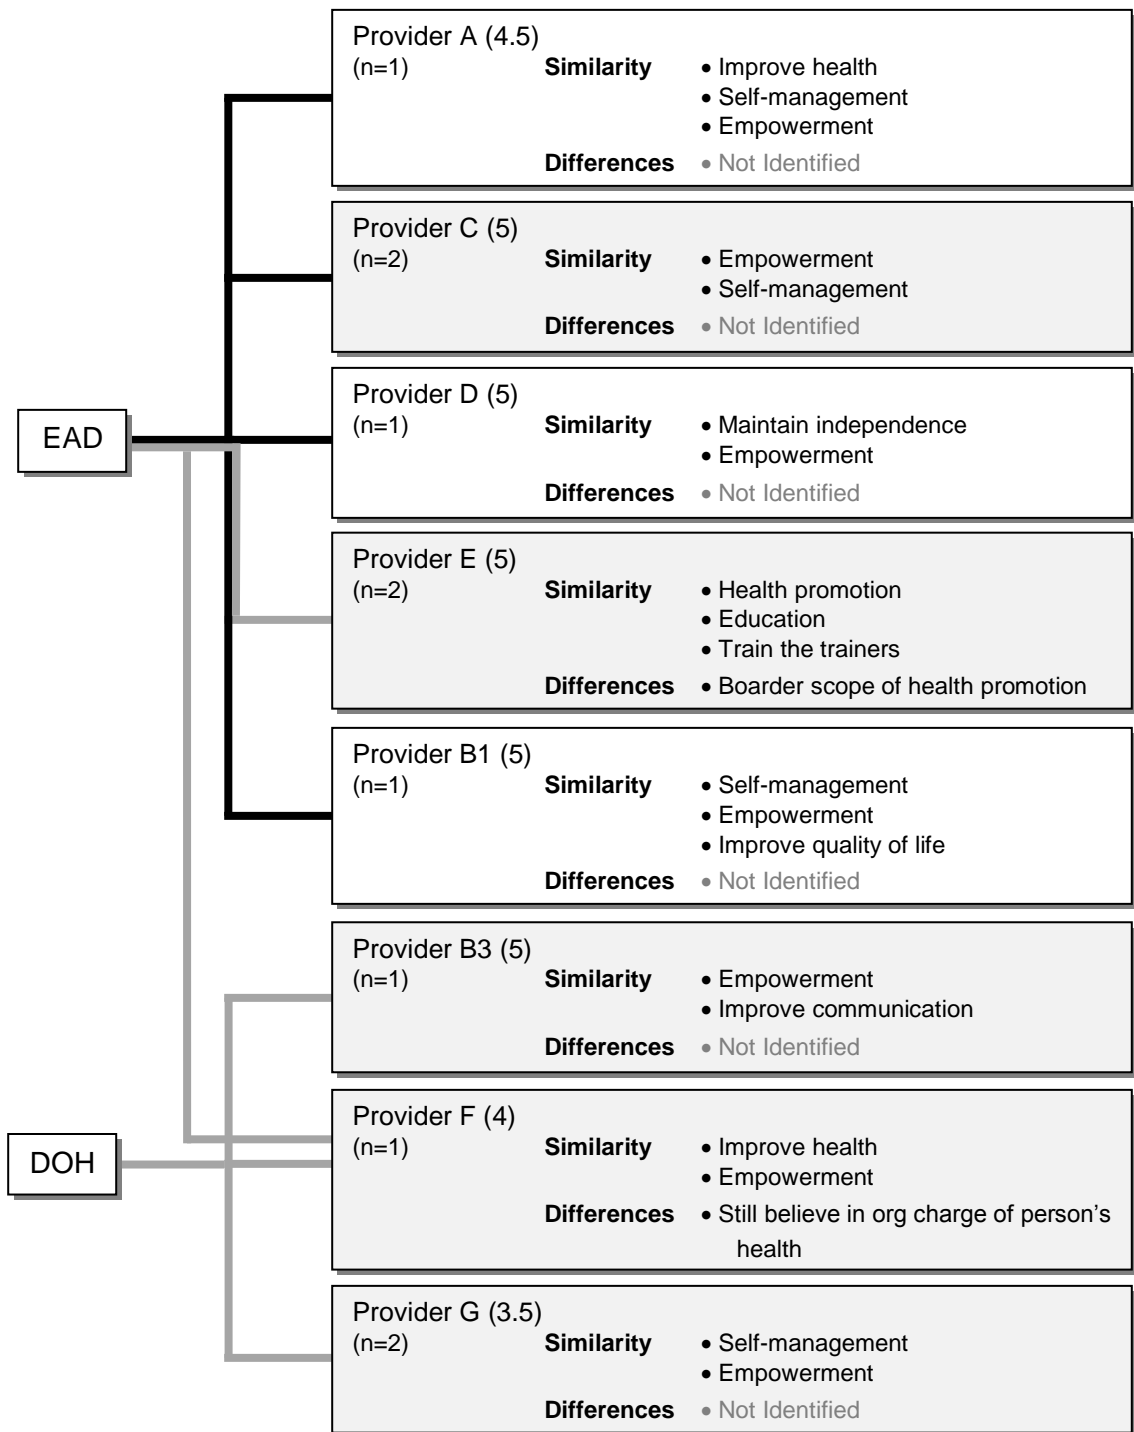 Provider A (4.5)
(n=1) Similarity • Improve health
• Self-management
• Empowerment
Differences • Not Identified
Provider C (5)
(n=2) Similarity • Empowerment
• Self-management
Differences • Not Identified
Provider D (5)
(n=1) Similarity • Maintain independence
• Empowerment
Differences • Not Identified
EAD
Provider E (5)
(n=2) Similarity • Health promotion
• Education
• Train the trainers
Differences • Boarder scope of health promotion
Provider B1 (5)
(n=1) Similarity • Self-management
• Empowerment
• Improve quality of life
Differences • Not Identified
Provider B3 (5)
(n=1) Similarity • Empowerment
• Improve communication
Differences • Not Identified
Provider F (4)
(n=1) Similarity • Improve health
• Empowerment
Differences • Still believe in org charge of person’s
health
DOH
Provider G (3.5)
(n=2) Similarity • Self-management
• Empowerment
Differences • Not Identified